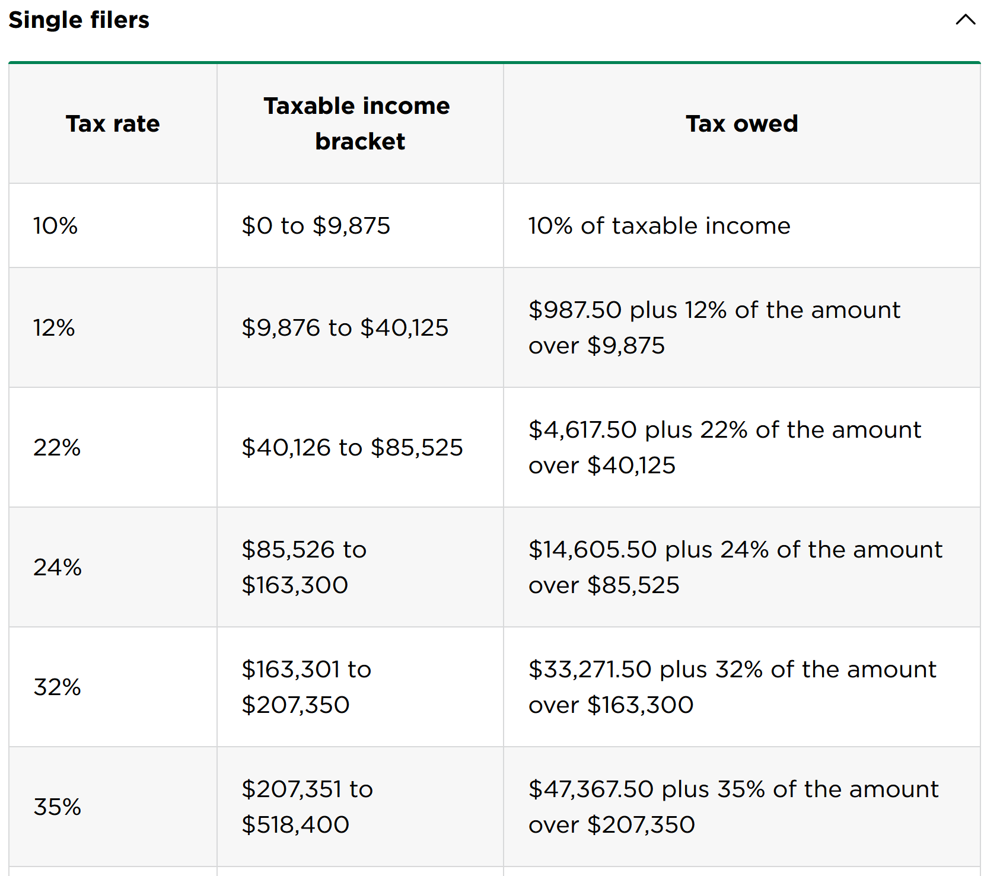 Single filers
Tax rate
Taxable income
bracket
Tax owed
10%
$0 to $9,875
10% of taxable income
12%
$9,876 to $40,125
$987.50 plus 12% of the amount
over $9,875
22%
$40,126 to $85,525
$4,617.50 plus 22% of the amount
over $40,125
24%
$85,526 to
$163,300
$14,605.50 plus 24% of the amount
over $85,525
32%
$163,301 to
$207,350
$33,271.50 plus 32% of the amount
over $163,300
35%
$207,351 to
$518,400
$47,367.50 plus 35% of the amount
over $207,350